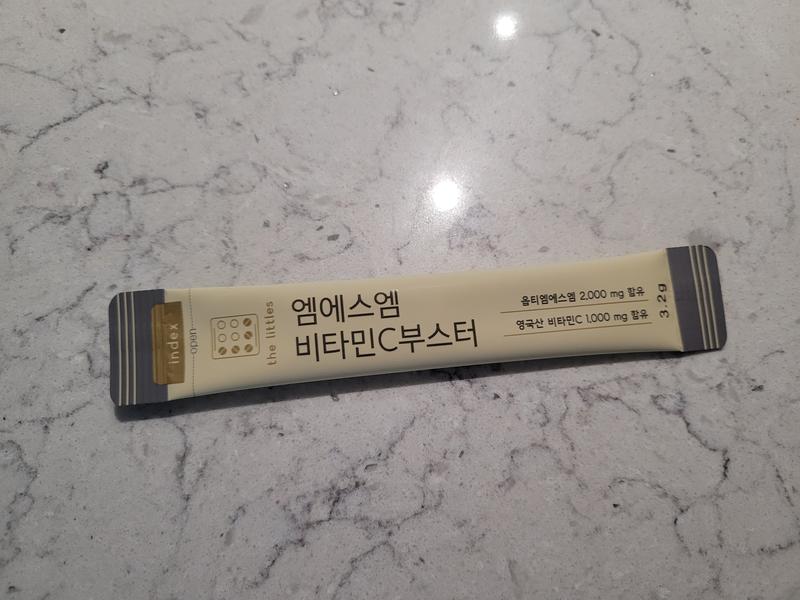 index
open
the littles
엠에스엠
비타민C부스터
옵티엠에스엠 2,000 mg 함유
영국산 비타민C 1,000 mg 함유
3.2g